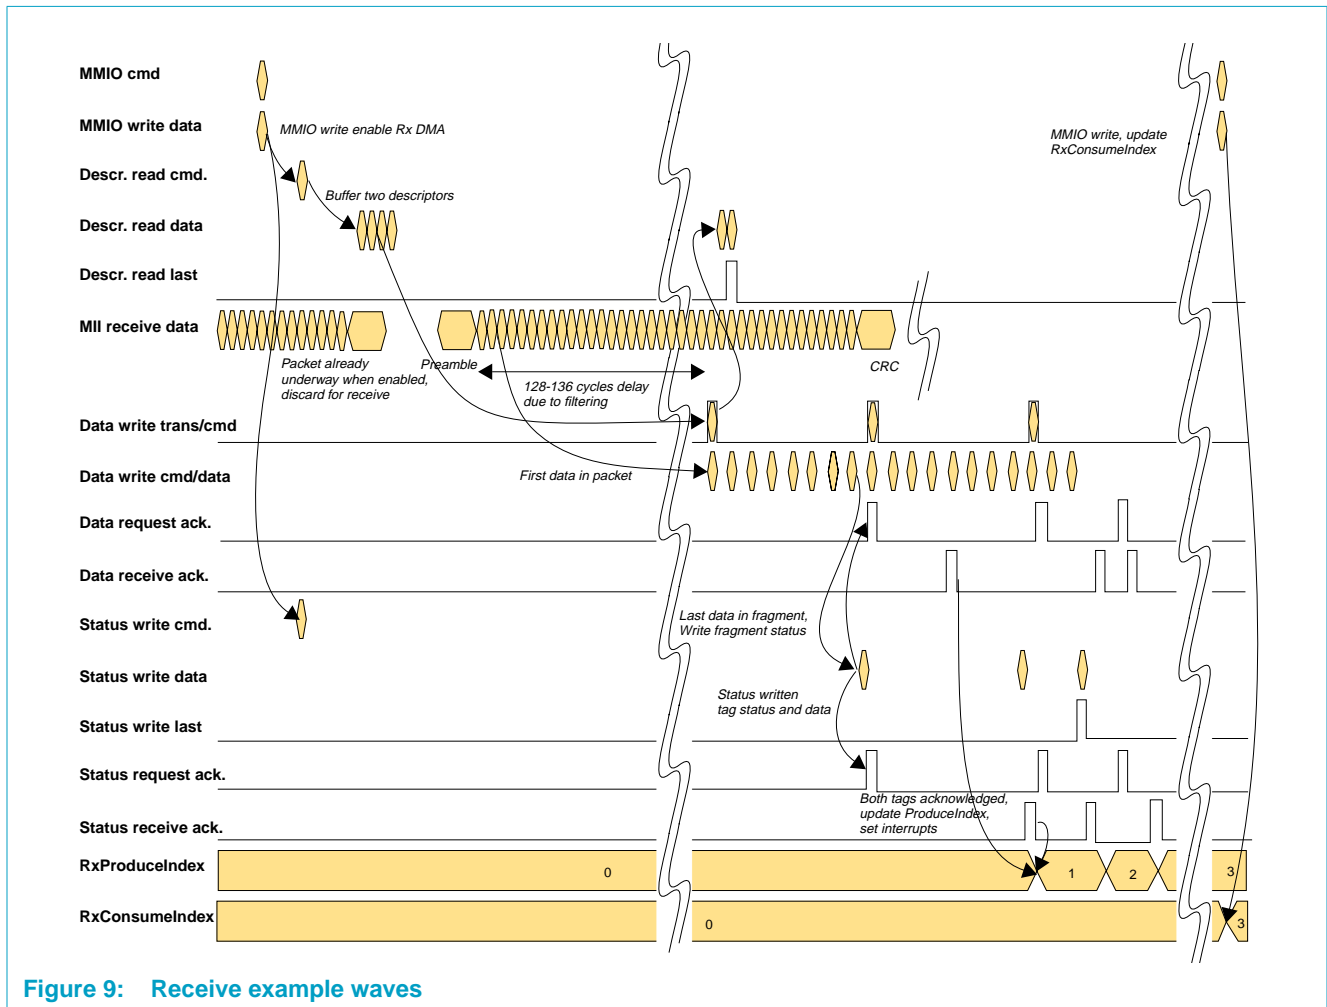 MMIO cmd
MMIO write data
MMIO write enable Rx DMA
MMIO write, update
RxConsumeIndex
Descr. read cmd.
Buffer two descriptors
Descr. read data
Descr. read last
MII receive data
Packet already
underway when enabled,
discard for receive
Preamble
128-136 cycles delay
due to filtering
CRC
Data write trans/cmd
Data write cmd/data
First data in packet
Data request ack.
Data receive ack.
Status write cmd.
Last data in fragment,
Write fragment status
Status write data
Status written
tag status and data
Status write last
Status request ack.
Both tags acknowledged,
update ProduceIndex,
set interrupts
Status receive ack.
RxProduceIndex
0
1
2
3
RxConsumeIndex
0
3
Figure 9: Receive example waves